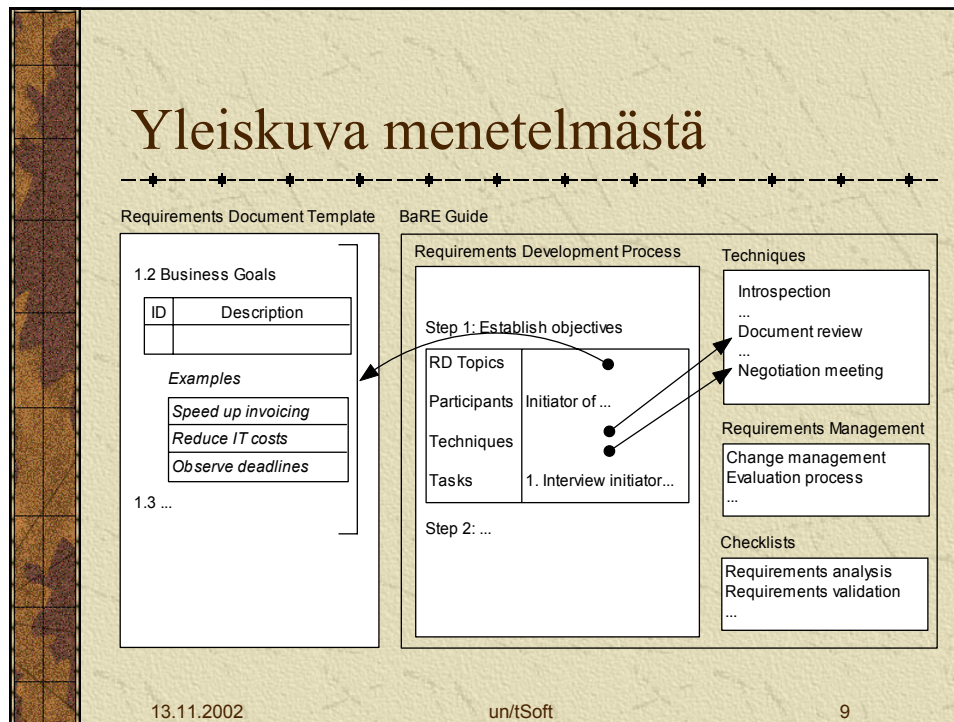 Yleiskuva menetelmästä
Requirements Document Template
1.2 Business Goals
ID Description
Examples
Speed up invoicing
Reduce IT costs
Observe deadlines
1.3 ...
BaRE Guide
Requirements Development Process
Step 1: Establish objectives
RD Topics
Participants Initiator of ...
Techniques
Tasks 1. Interview initiator...
Step 2: ...
Techniques
Introspection
...
Document review
...
Negotiation meeting
Requirements Management
Change management
Evaluation process
...
Checklists
Requirements analysis
Requirements validation
...
13.11.2002 un/tSoft 9